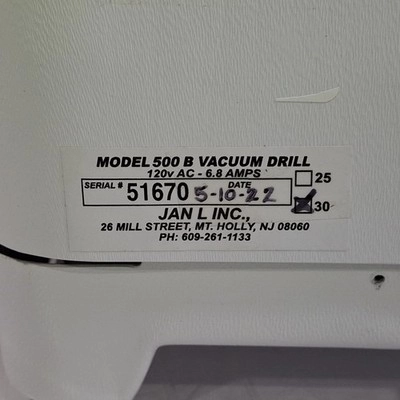 MODEL 500 B VACUUM DRILL
120v AC - 6.8 AMPS
25
SERIAL # 51670 DATE 5-10-22
30
JAN L INC.,
26 MILL STREET, MT. HOLLY, NJ 08060
PH: 609-261-1133